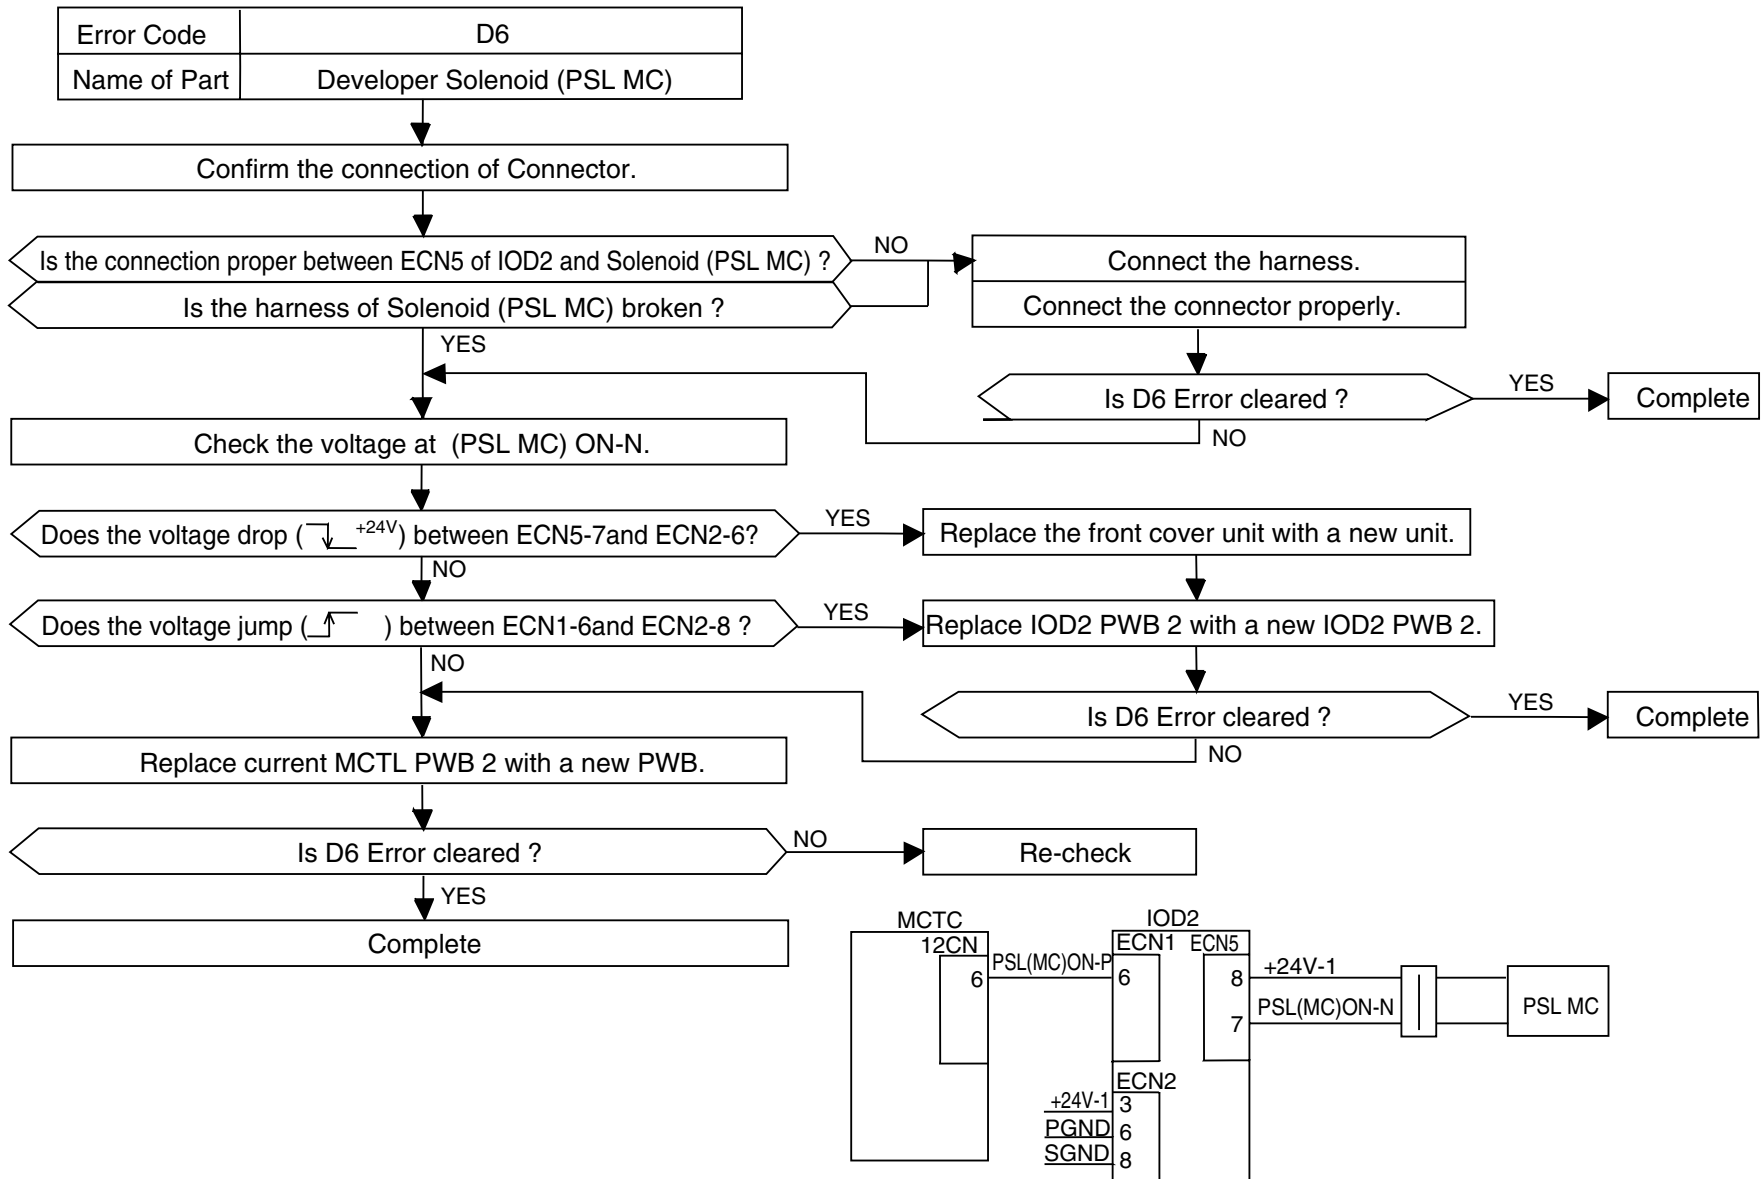 Error Code D6
Name of Part Developer Solenoid (PSL MC)
Confirm the connection of Connector.
Is the connection proper between ECN5 of IOD2 and Solenoid (PSL MC) ?
NO
Connect the harness.
Is the harness of Solenoid (PSL MC) broken ?
Connect the connector properly.
YES
Is D6 Error cleared ?
YES
Complete
NO
Check the voltage at (PSL MC) ON-N.
Does the voltage drop ( +24V) between ECN5-7and ECN2-6?
YES
Replace the front cover unit with a new unit.
NO
Does the voltage jump ( ) between ECN1-6and ECN2-8 ?
YES
Replace IOD2 PWB 2 with a new IOD2 PWB 2.
NO
Is D6 Error cleared ?
YES
Complete
NO
Replace current MCTL PWB 2 with a new PWB.
Is D6 Error cleared ?
NO
Re-check
YES
Complete
MCTC
IOD2
12CN
ECN1
ECN5
6
PSL(MC)ON-P
6
8
+24V-1
7
PSL(MC)ON-N
PSL MC
ECN2
+24V-1 3
PGND 6
SGND 8